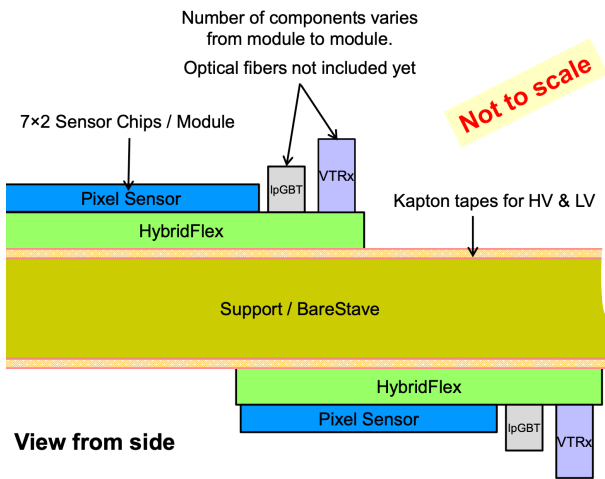 Number of components varies
from module to module.
Optical fibers not included yet
Not to scale
7×2 Sensor Chips / Module
lpGBT
VTRx
Pixel Sensor
Kapton tapes for HV & LV
HybridFlex
Support / BareStave
HybridFlex
Pixel Sensor
lpGBT
VTRx
View from side